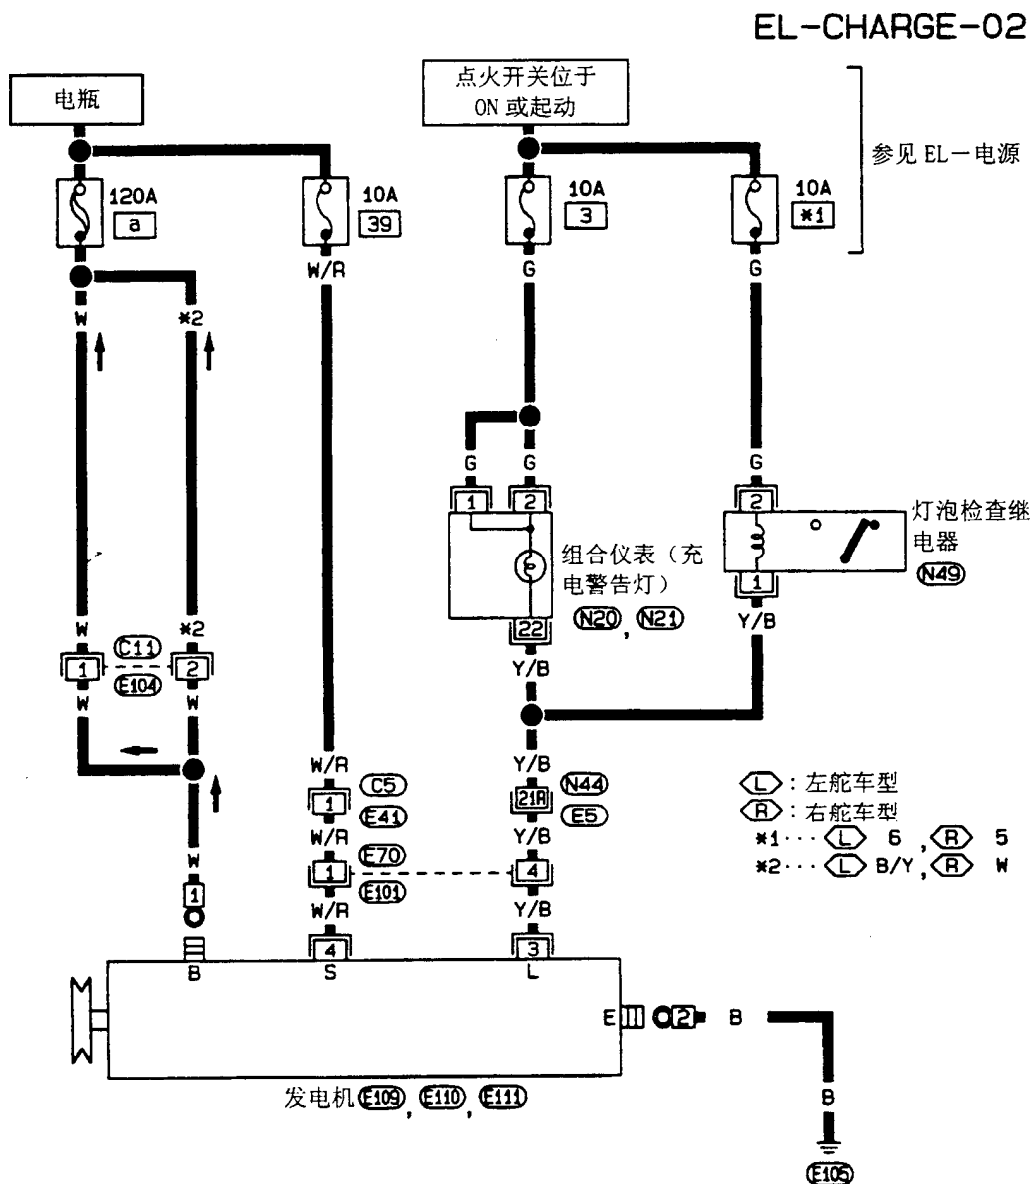 EL-CHARGE-02
电瓶
点火开关位于
ON 或起动
参见 EL－电源
120A
a
10A
39
10A
3
10A
*1
W/R
G
G
W
*2
G
G
G
1
2
2
灯泡检查继
电器
N49
组合仪表（充
电警告灯）
N20, N21
1
22
Y/B
Y/B
W
*2
C11
1
2
E104
W
W
W/R
Y/B
C5
N44
1
21R
E41
E5
W/R
Y/B
E70
1
4
E101
W/R
Y/B
W
1
4
3
B
S
L
L：左舵车型
R：右舵车型
*1··· L 6 , R 5
*2··· L B/Y, R W
E
2
B
发电机 E109, E110, E111
B
E105